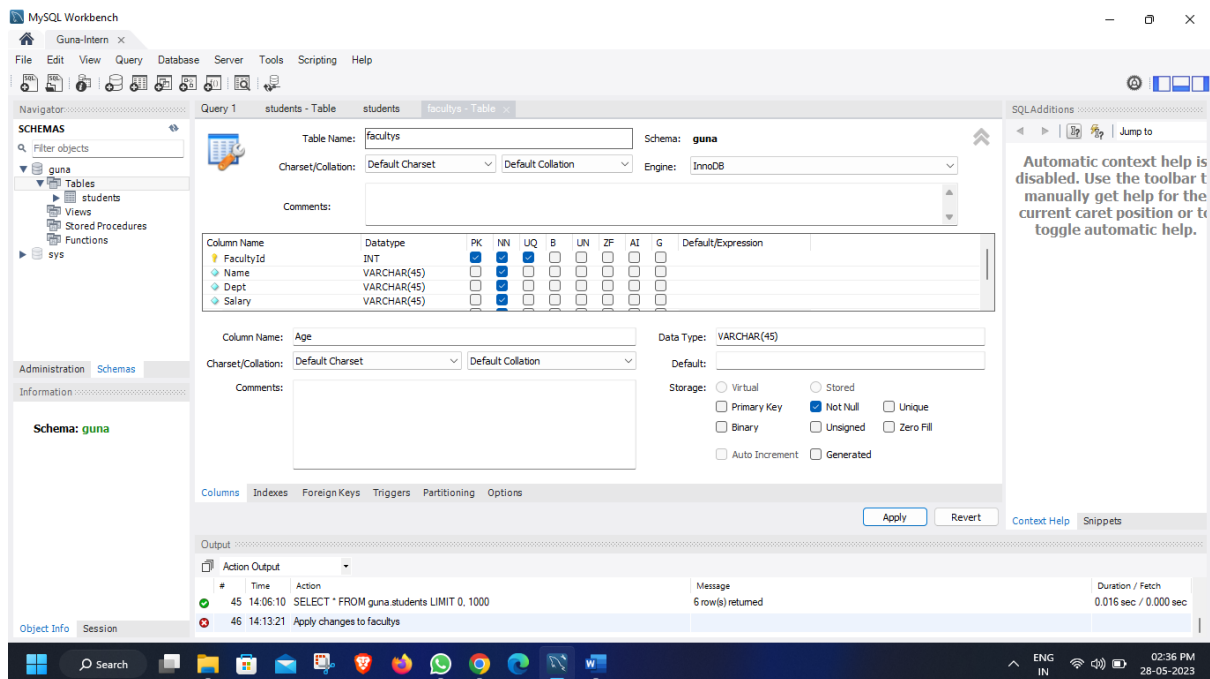 MySQL Workbench
Guna-Intern
File Edit View Query Database Server Tools Scripting Help
Navigator
SCHEMAS
Filter objects
guna
Tables
students
Views
Stored Procedures
Functions
sys
Administration Schemas
Information
Schema: guna
Object Info Session
Query 1 students - Table students facultys - Table
Table Name: facultys Schema: guna
Charset/Collation: Default Charset Default Collation Engine: InnoDB
Comments:
Column Name Datatype PK NN UQ B UN ZF AI G Default/Expression
FacultyId INT
Name VARCHAR(45)
Dept VARCHAR(45)
Salary VARCHAR(45)
Column Name: Age Data Type: VARCHAR(45)
Charset/Collation: Default Charset Default Collation Default:
Comments: Storage: Virtual Stored
Primary Key Not Null Unique
Binary Unsigned Zero Fill
Auto Increment Generated
Columns Indexes Foreign Keys Triggers Partitioning Options
Apply Revert
SQLAdditions
Jump to
Automatic context help is
disabled. Use the toolbar t
manually get help for the
current caret position or to
toggle automatic help.
Context Help Snippets
Output
Action Output
# Time Action Message Duration / Fetch
45 14:06:10 SELECT * FROM guna.students LIMIT 0, 1000 6 row(s) returned 0.016 sec / 0.000 sec
46 14:13:21 Apply changes to facultys
Search
ENG
IN
02:36 PM
28-05-2023